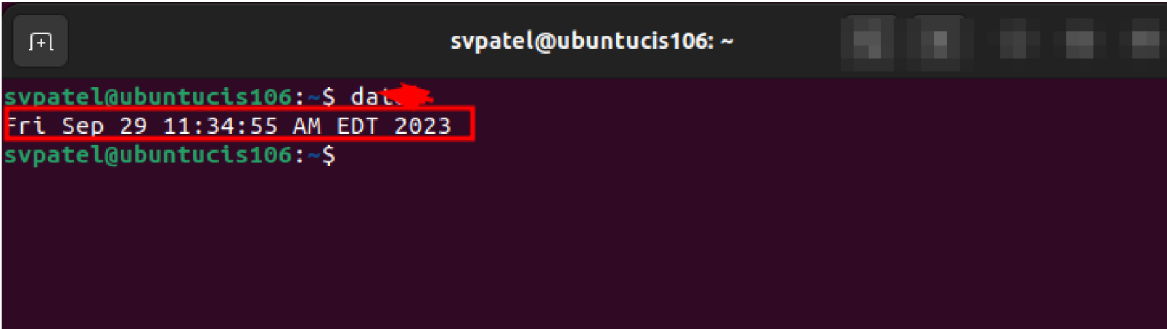 svpatel@ubuntucis106: ~
svpatel@ubuntucis106:~$
Fri Sep 29 11:34:55 AM EDT 2023
svpatel@ubuntucis106:~$